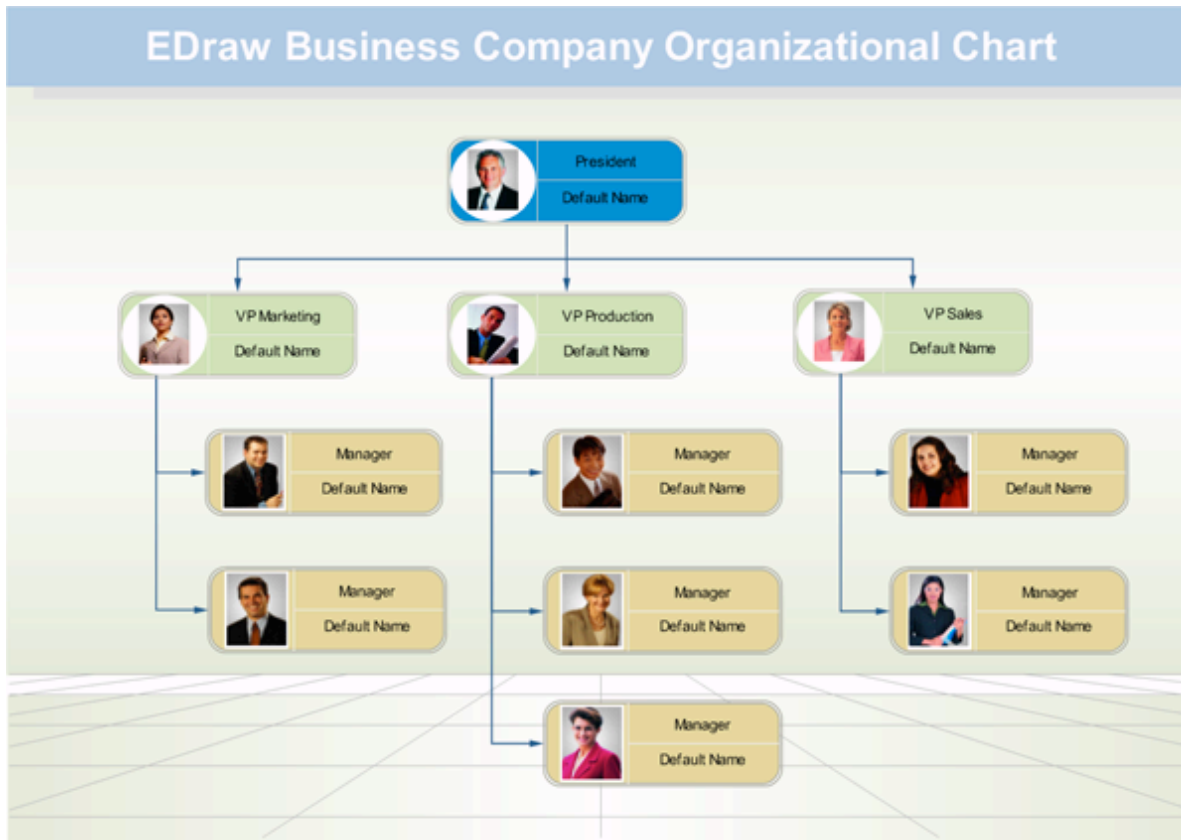 EDraw Business Company Organizational Chart
President
Default Name
VP Marketing
Default Name
VP Production
Default Name
VP Sales
Default Name
Manager
Default Name
Manager
Default Name
Manager
Default Name
Manager
Default Name
Manager
Default Name
Manager
Default Name
Manager
Default Name